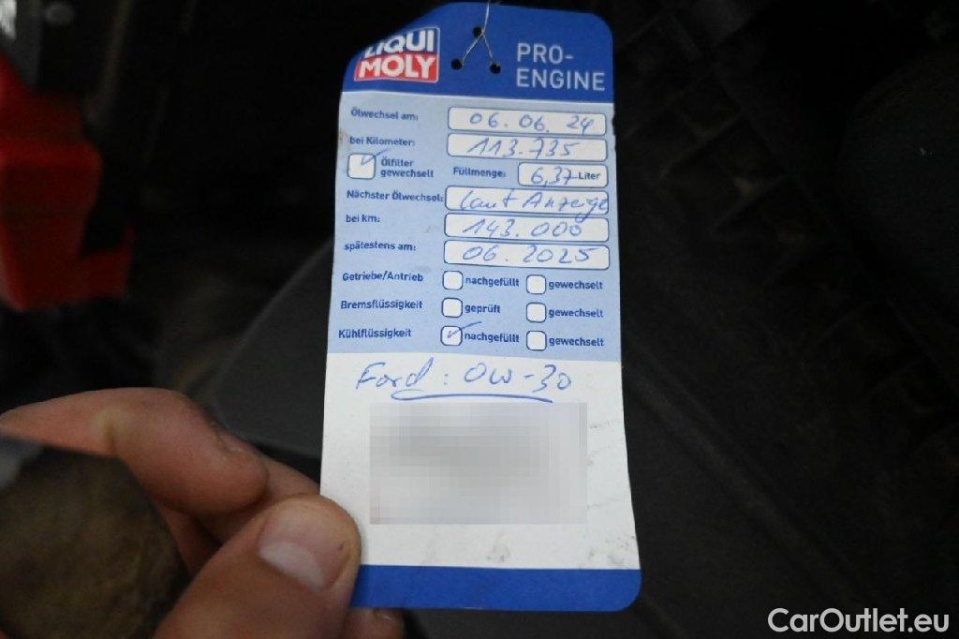 LIQUI
MOLY
PRO-
ENGINE
Ölwechsel am: 06.06.24
bei Kilometer: 113.735
Ölfilter
gewechselt
Füllmenge: 6,37 Liter
Nächster Ölwechsel: laut Anzeige
bei km: 143.000
spätestens am: 06.2025
Getriebe/Antrieb nachgefüllt gewechselt
Bremsflüssigkeit geprüft gewechselt
Kühlflüssigkeit nachgefüllt gewechselt
Ford: 0W-30
CarOutlet.eu